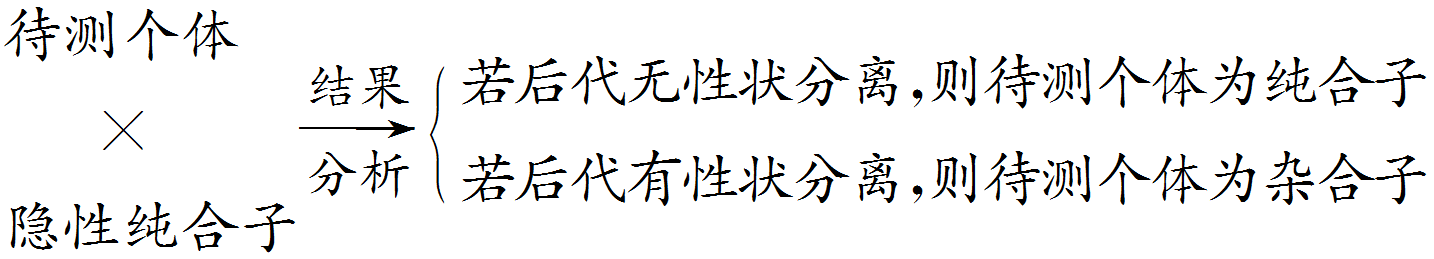 待测个体
×
隐性纯合子
结果
分析
若后代无性状分离,则待测个体为纯合子
若后代有性状分离,则待测个体为杂合子